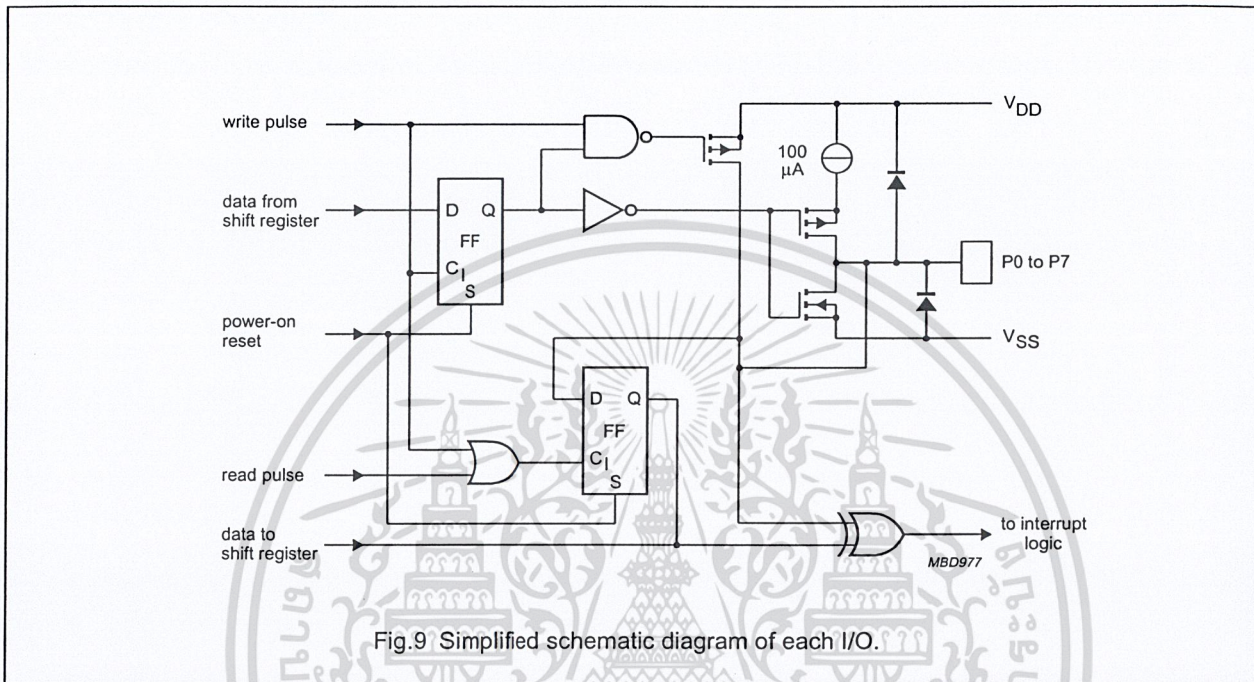 write pulse
data from
shift register
power-on
reset
read pulse
data to
shift register
D Q
FF
CI
S
D Q
FF
CI
S
100
µA
VDD
P0 to P7
VSS
to interrupt
logic
MBD977
Fig.9 Simplified schematic diagram of each I/O.